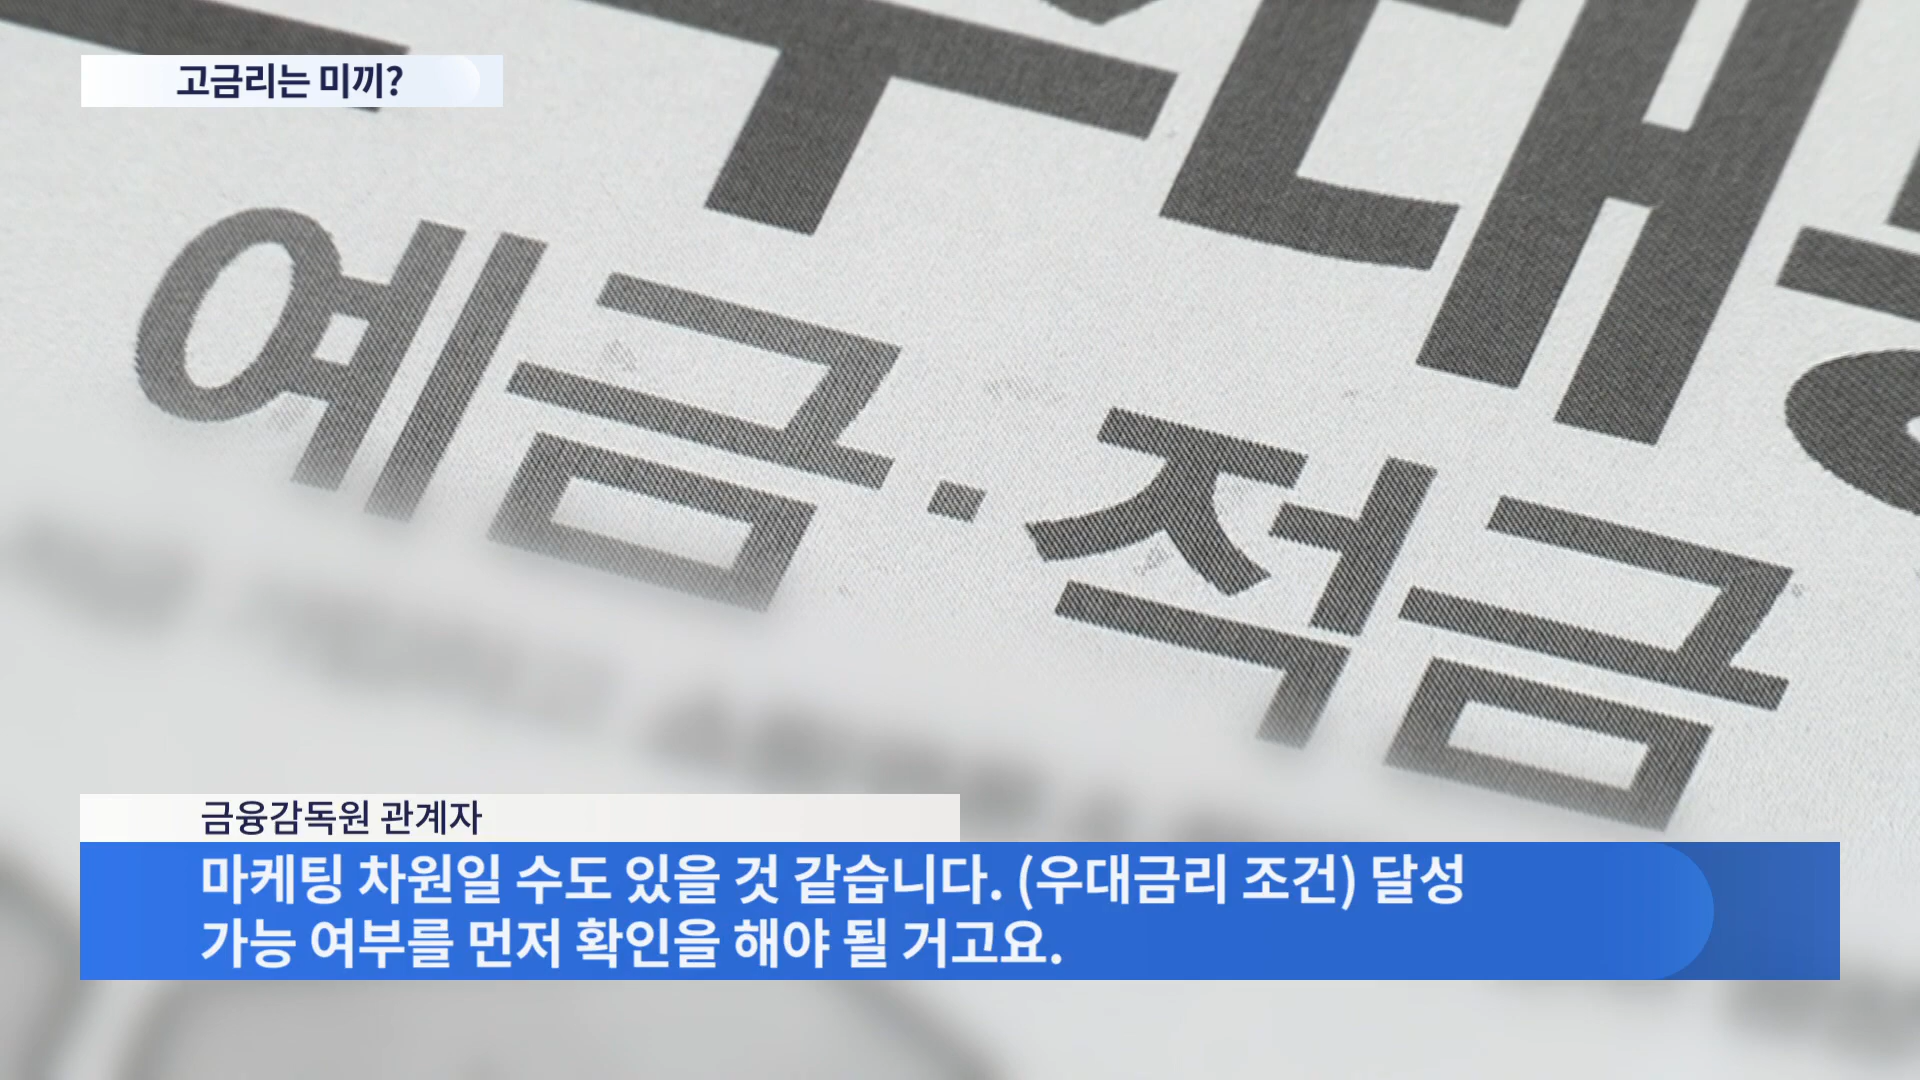 고금리는 미끼?
우대
예금·적금
금융감독원 관계자
마케팅 차원일 수도 있을 것 같습니다. (우대금리 조건) 달성
가능 여부를 먼저 확인을 해야 될 거고요.